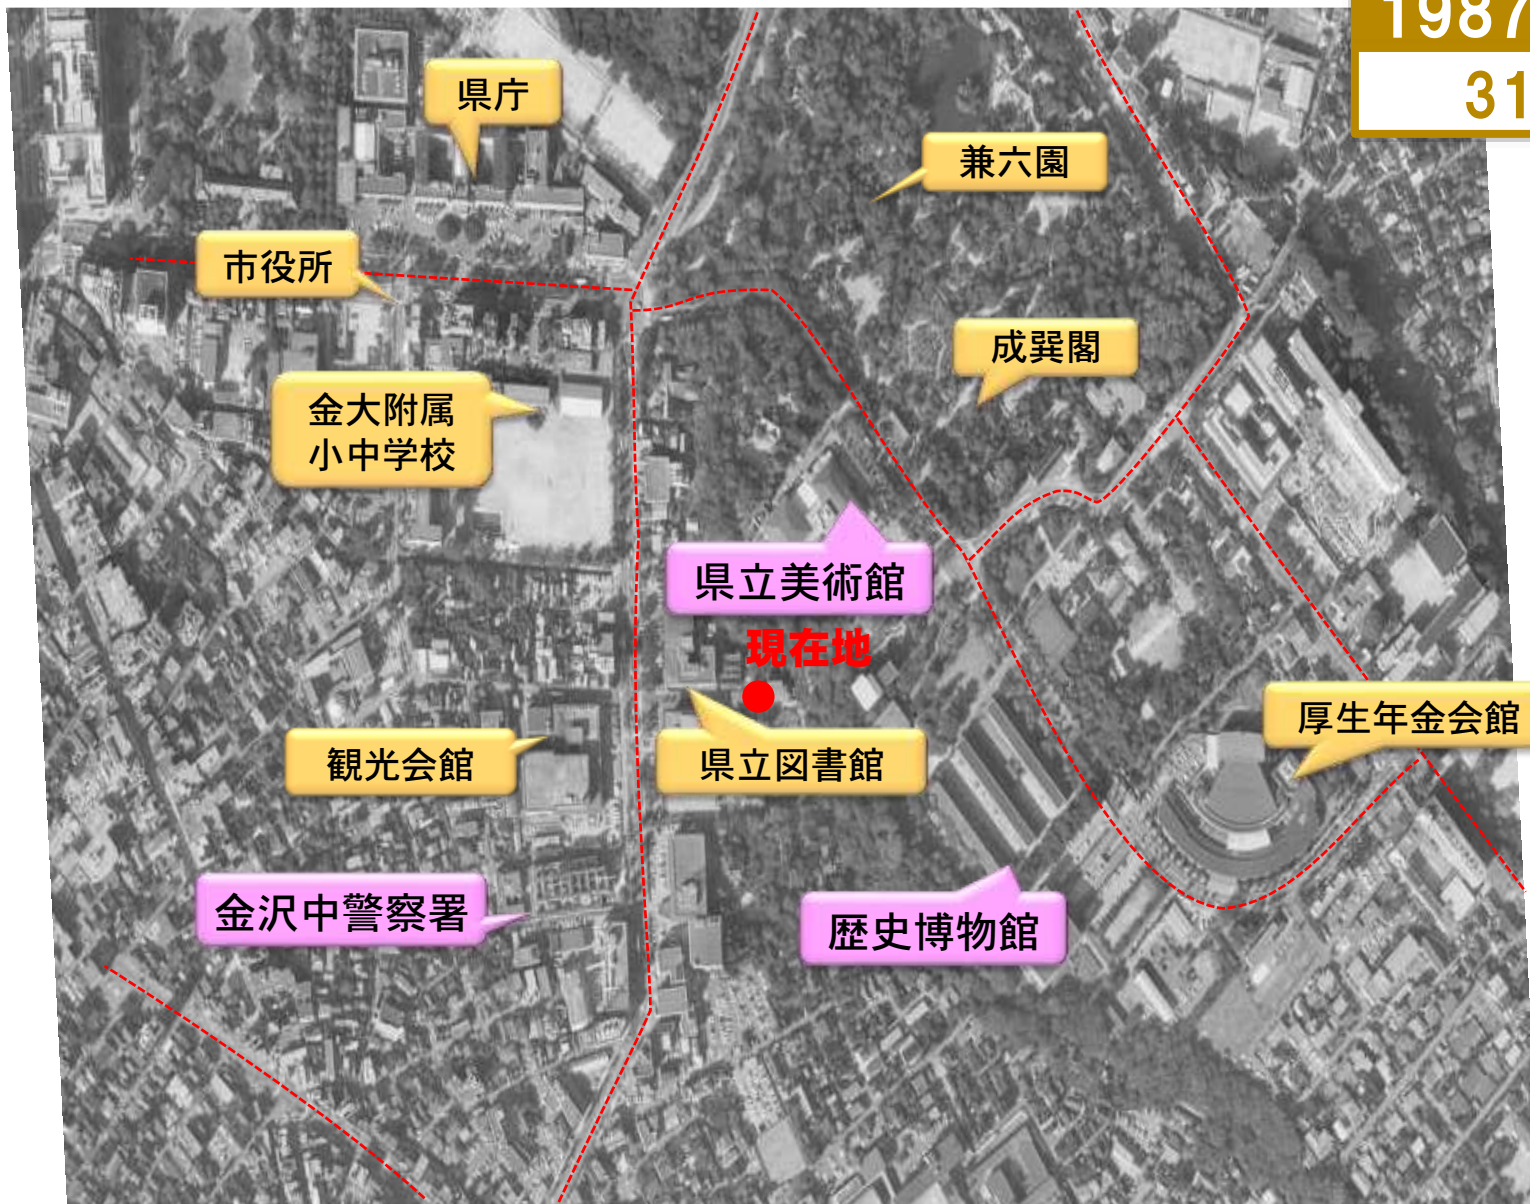 1987
31
県庁
兼六園
市役所
成巽閣
金大附属
小中学校
県立美術館
現在地
厚生年金会館
観光会館
県立図書館
金沢中警察署
歴史博物館